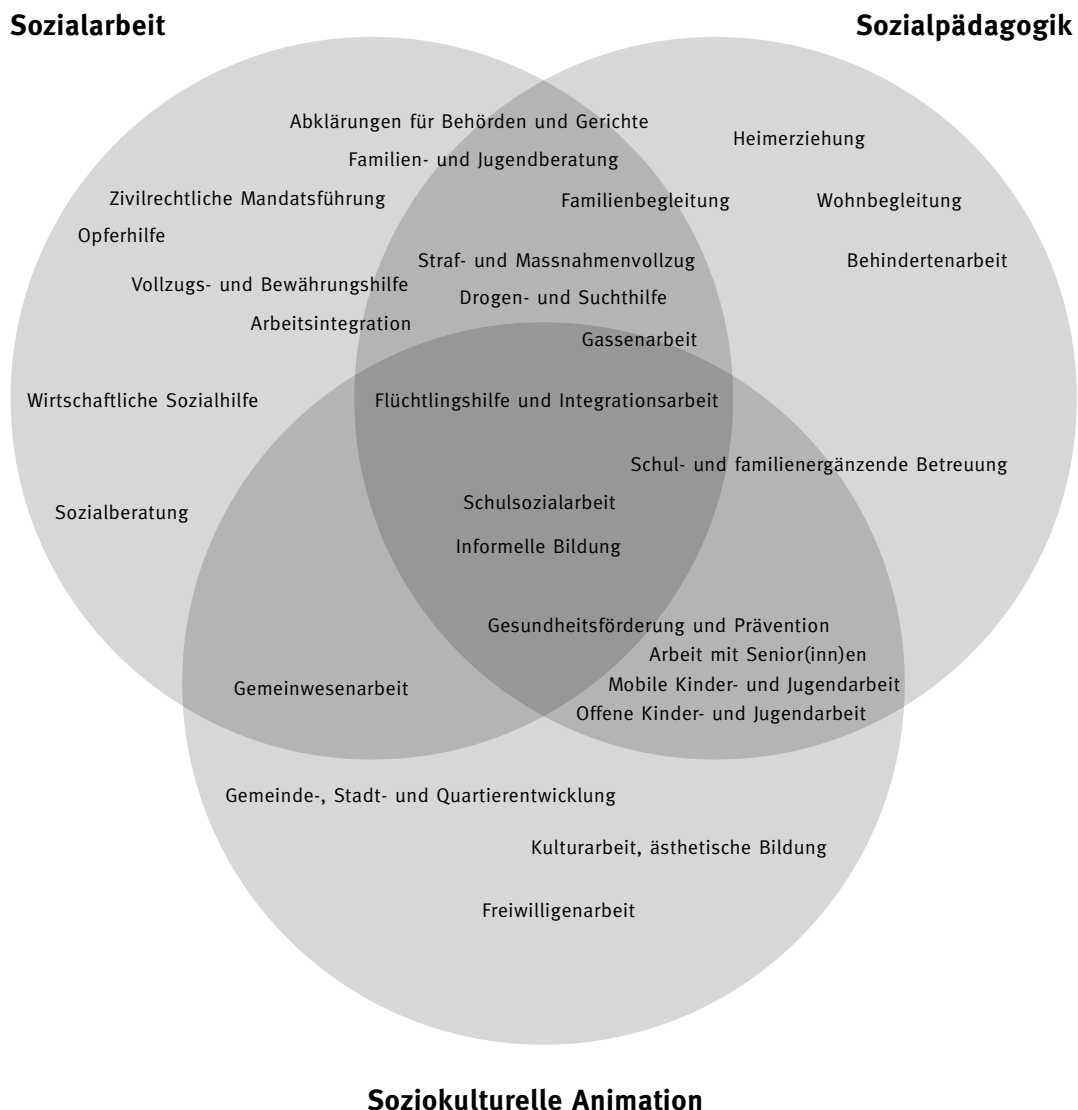 Sozialarbeit
Sozialpädagogik
Abklärungen für Behörden und Gerichte
Heimerziehung
Familien- und Jugendberatung
Zivilrechtliche Mandatsführung
Familienbegleitung
Wohnbegleitung
Opferhilfe
Straf- und Massnahmenvollzug
Behindertenarbeit
Vollzugs- und Bewährungshilfe
Drogen- und Suchthilfe
Arbeitsintegration
Gassenarbeit
Wirtschaftliche Sozialhilfe
Flüchtlingshilfe und Integrationsarbeit
Schul- und familienergänzende Betreuung
Schulsozialarbeit
Sozialberatung
Informelle Bildung
Gesundheitsförderung und Prävention
Arbeit mit Senior(inn)en
Mobile Kinder- und Jugendarbeit
Gemeinwesenarbeit
Offene Kinder- und Jugendarbeit
Gemeinde-, Stadt- und Quartierentwicklung
Kulturarbeit, ästhetische Bildung
Freiwilligenarbeit
Soziokulturelle Animation